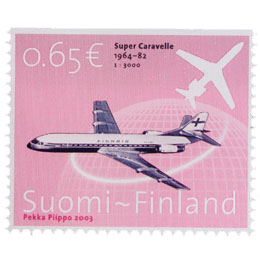 0.65€
Super Caravelle
1964–82
1 : 3000
FINNAIR
Suomi~Finland
Pekka Piippo 2003